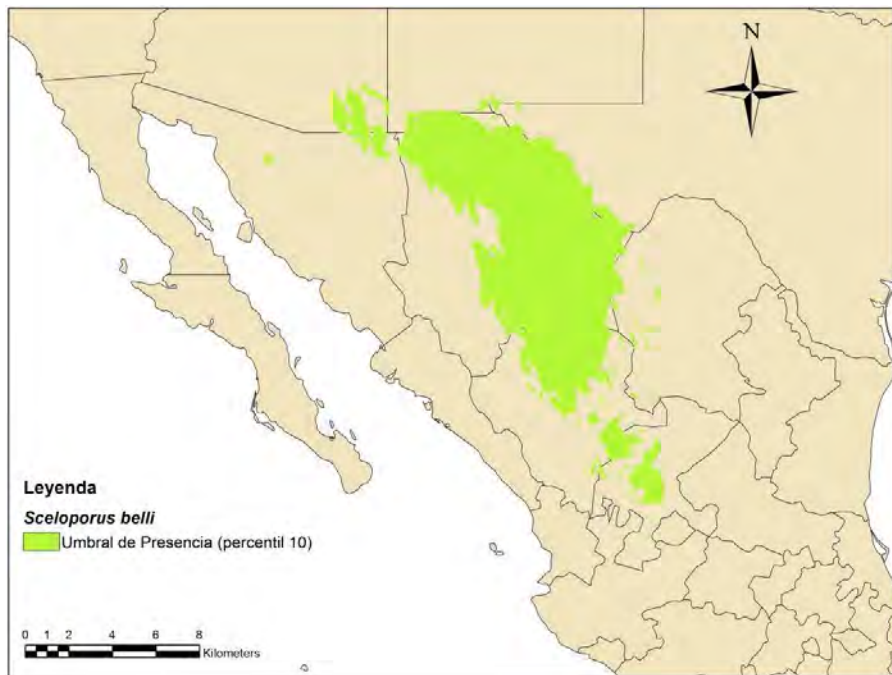 N
Leyenda
Sceloporus belli
Umbral de Presencia (percentil 10)
0 1 2 4 6 8
Kilometers